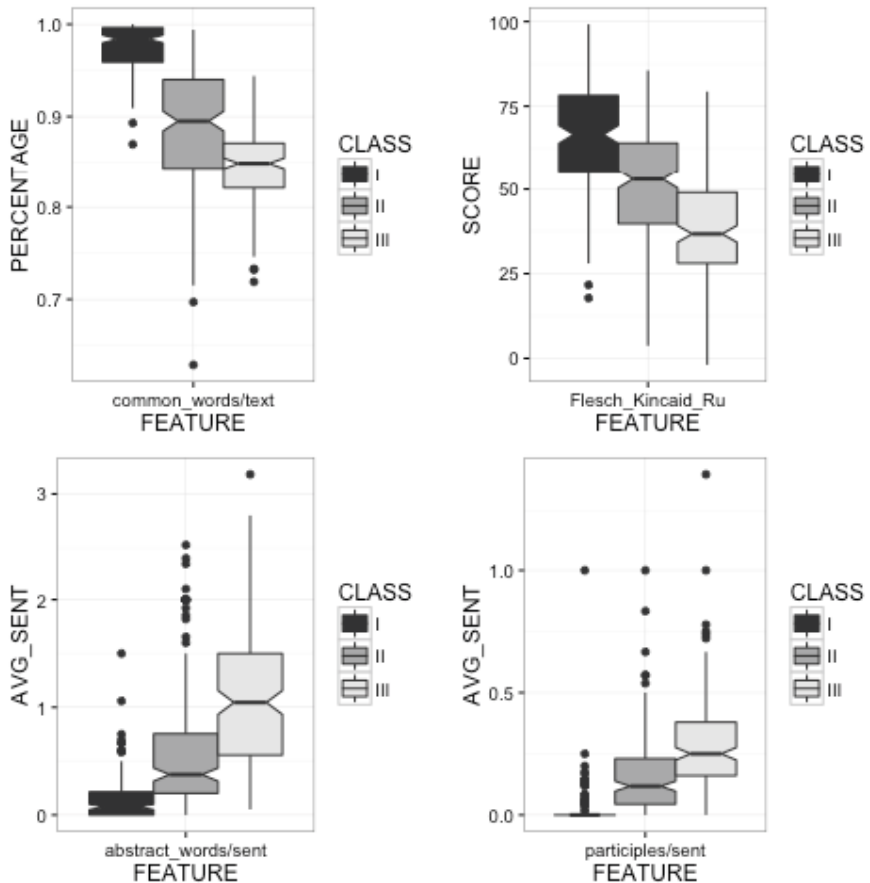 1.0
0.9
0.8
0.7
PERCENTAGE
common_words/text
FEATURE
CLASS
I
II
III
100
75
50
25
0
SCORE
Flesch_Kincaid_Ru
FEATURE
CLASS
I
II
III
3
2
1
0
AVG_SENT
abstract_words/sent
FEATURE
CLASS
I
II
III
1.0
0.5
0.0
AVG_SENT
participles/sent
FEATURE
CLASS
I
II
III